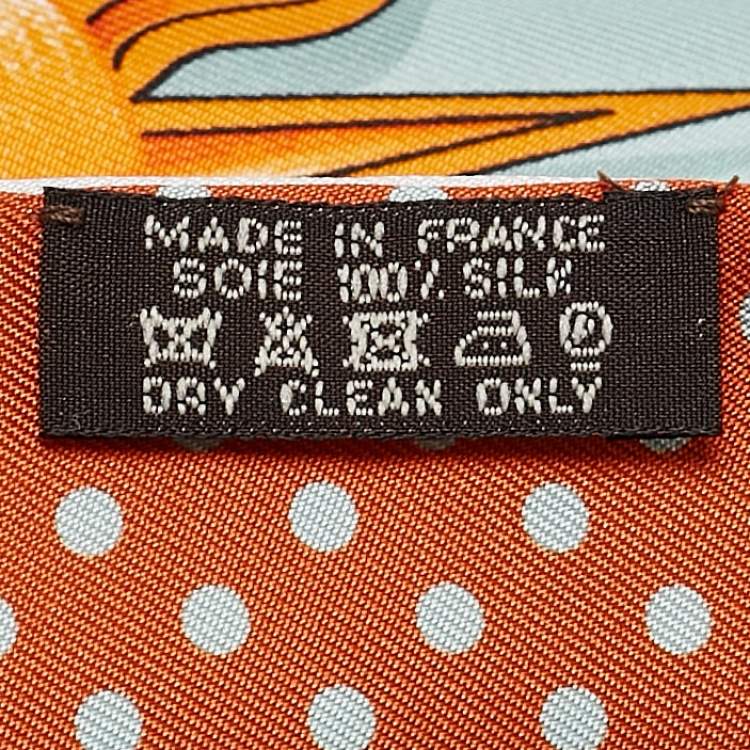 MADE IN FRANCE
SOIE 100% SILK
P
DRY CLEAN ONLY